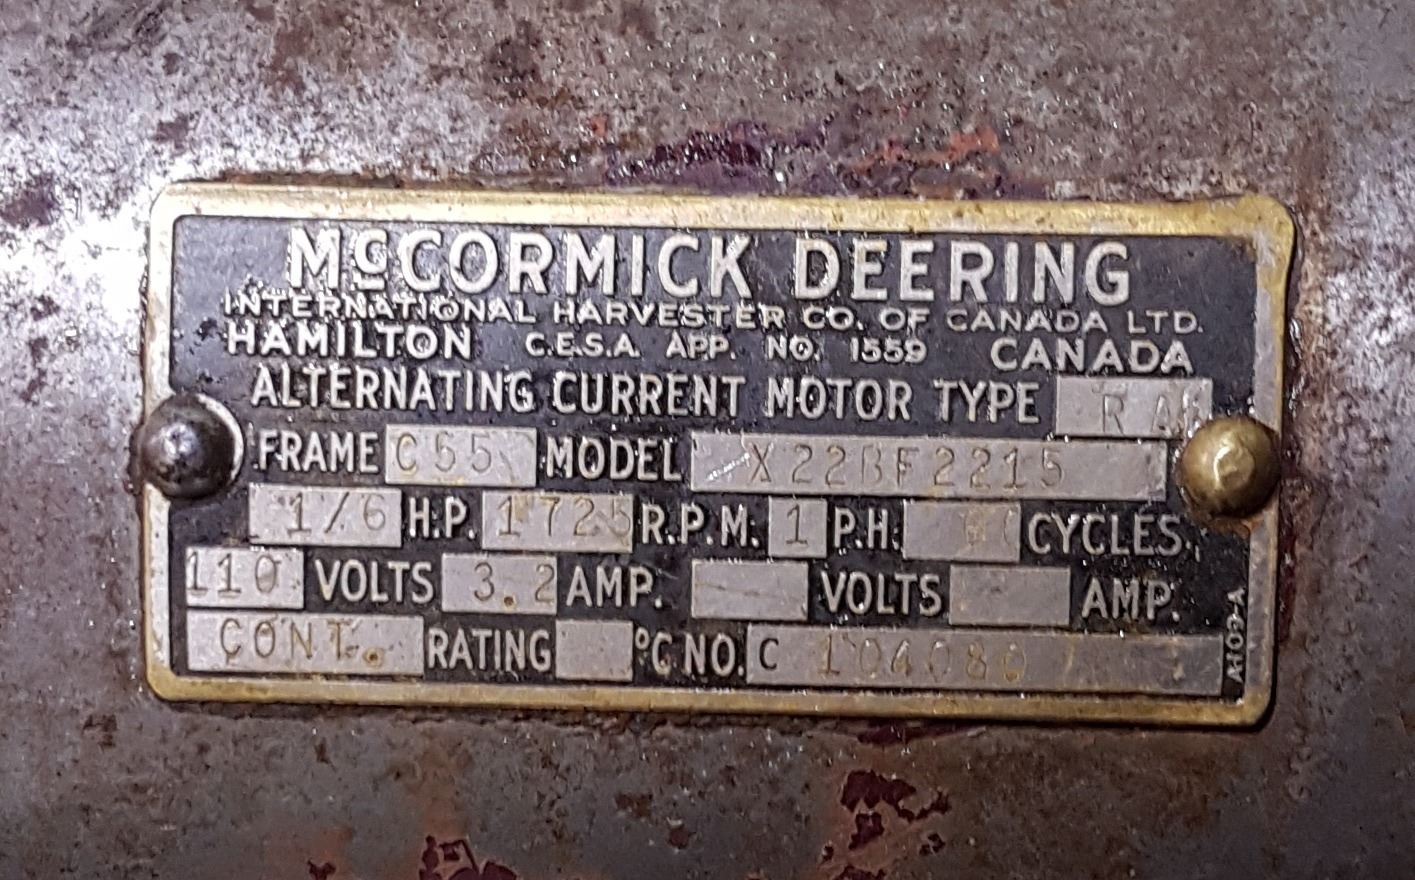 McCORMICK DEERING
INTERNATIONAL HARVESTER CO. OF CANADA LTD.
HAMILTON C.E.S.A. APP. NO. 1559 CANADA
ALTERNATING CURRENT MOTOR TYPE
FRAME C55 MODEL X22BF2215
1/6 H.P. 1725 R.P.M. 1 P.H. CYCLES.
110 VOLTS 3.2 AMP. VOLTS AMP.
CONT. RATING °C NO. C 104080
A109-A